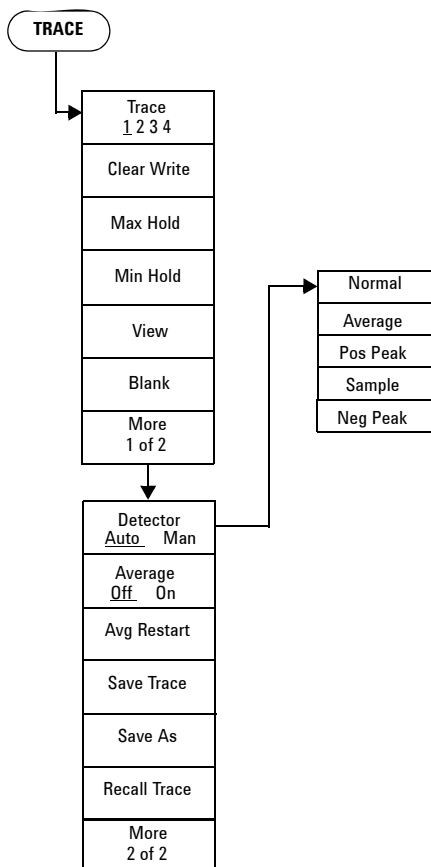 TRACE
Trace
1 2 3 4
Clear Write
Max Hold
Min Hold
View
Blank
More
1 of 2
Detector
Auto Man
Average
Off On
Avg Restart
Save Trace
Save As
Recall Trace
More
2 of 2
Normal
Average
Pos Peak
Sample
Neg Peak